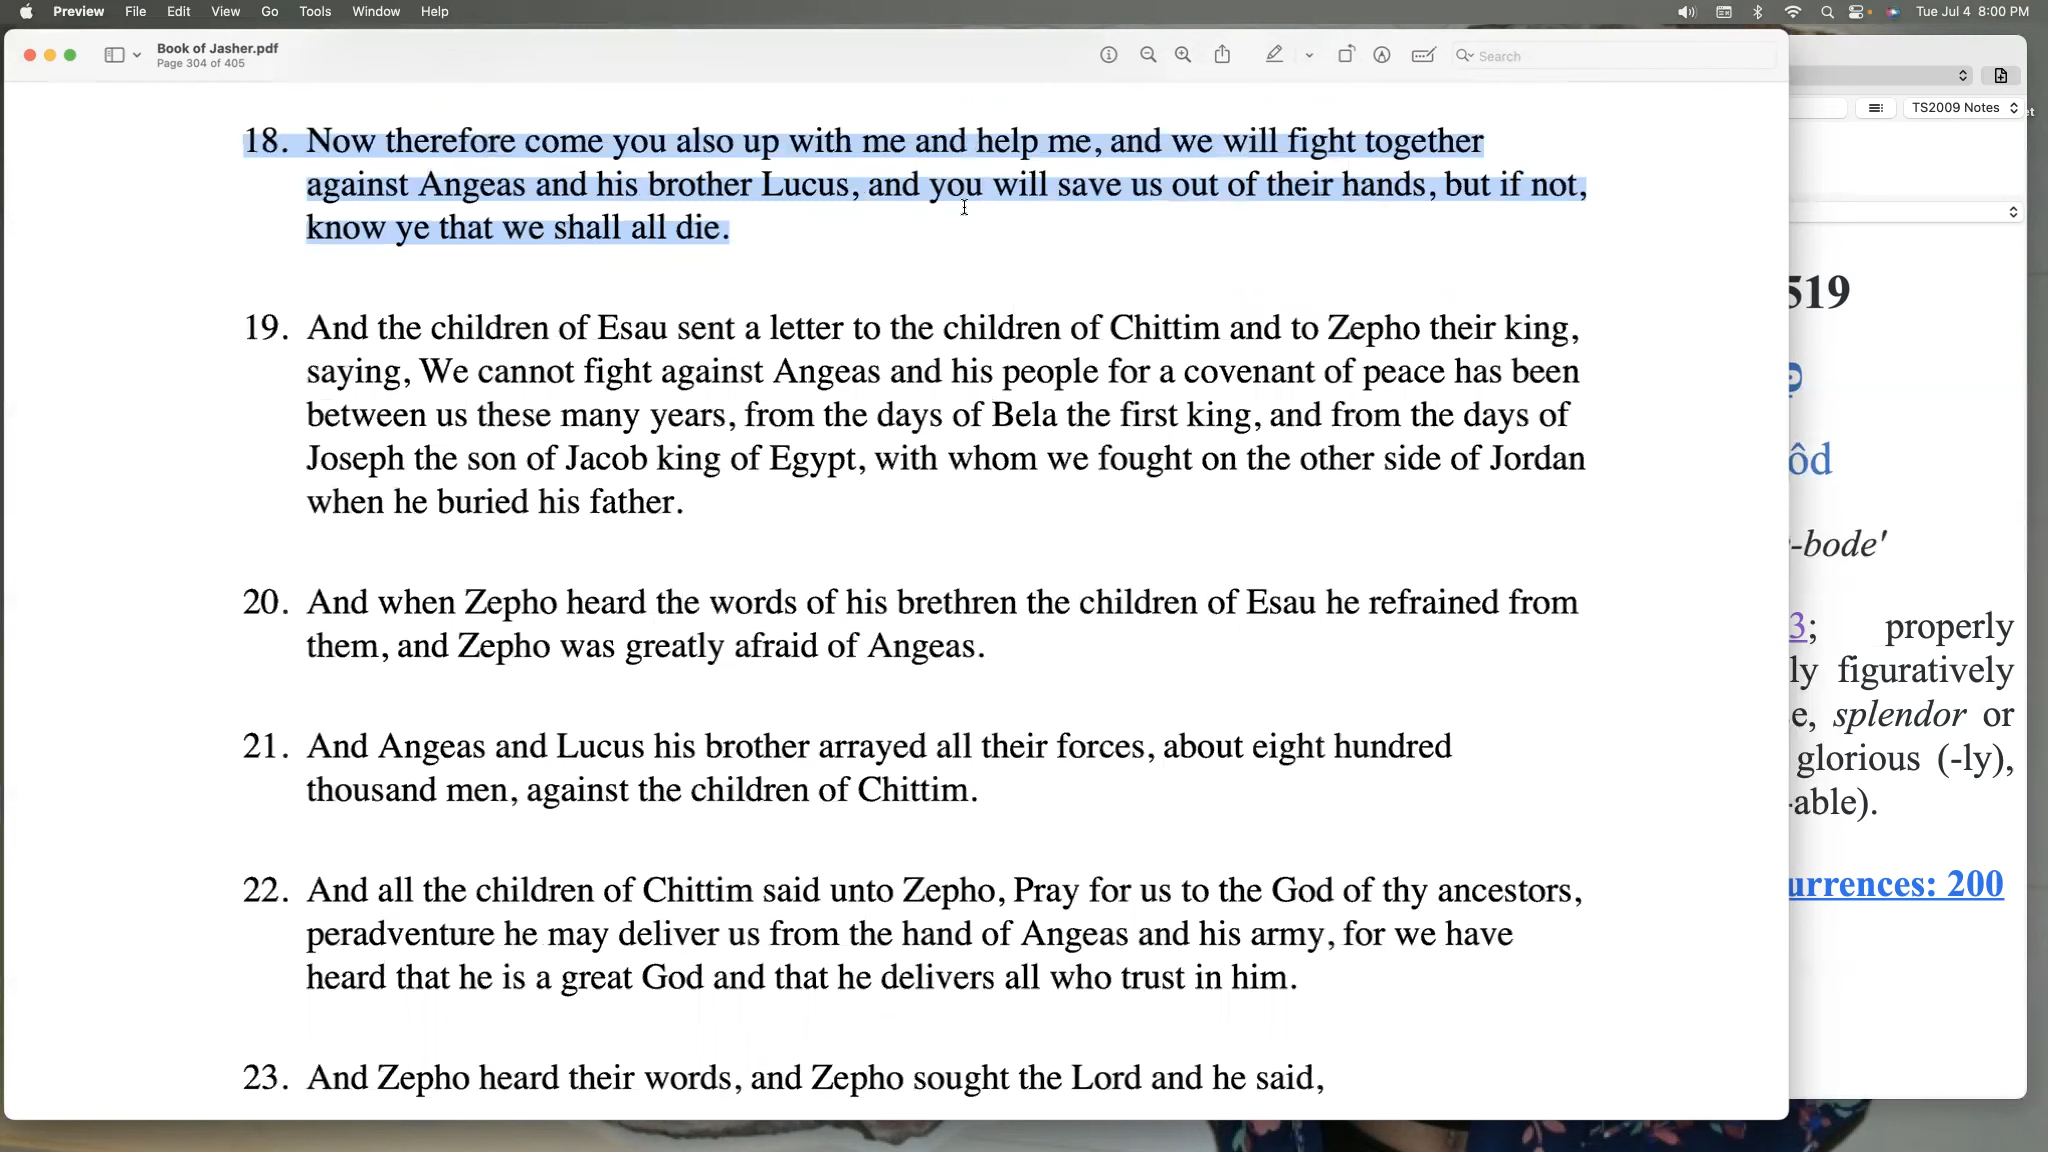 Preview File Edit View Go Tools Window Help
Tue Jul 4 8:00 PM
Book of Jasher.pdf
Page 304 of 405
Search
TS2009 Notes
18. Now therefore come you also up with me and help me, and we will fight together
against Angeas and his brother Lucus, and you will save us out of their hands, but if not,
know ye that we shall all die.
19. And the children of Esau sent a letter to the children of Chittim and to Zepho their king,
saying, We cannot fight against Angeas and his people for a covenant of peace has been
between us these many years, from the days of Bela the first king, and from the days of
Joseph the son of Jacob king of Egypt, with whom we fought on the other side of Jordan
when he buried his father.
20. And when Zepho heard the words of his brethren the children of Esau he refrained from
them, and Zepho was greatly afraid of Angeas.
21. And Angeas and Lucus his brother arrayed all their forces, about eight hundred
thousand men, against the children of Chittim.
22. And all the children of Chittim said unto Zepho, Pray for us to the God of thy ancestors,
peradventure he may deliver us from the hand of Angeas and his army, for we have
heard that he is a great God and that he delivers all who trust in him.
23. And Zepho heard their words, and Zepho sought the Lord and he said,
519
ôd
-bode'
3; properly
ly figuratively
e, splendor or
glorious (-ly),
-able).
urrences: 200